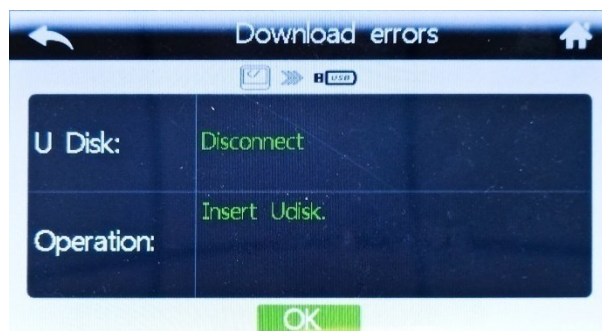 Download errors
USB
U Disk:
Disconnect
Operation:
Insert Udisk.
OK